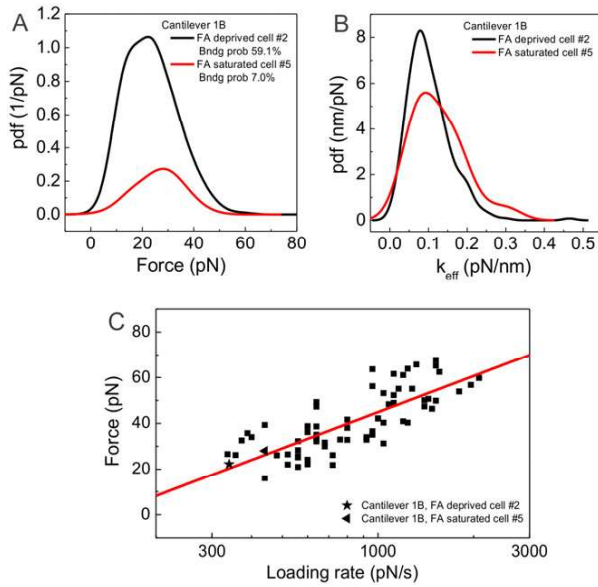 A
Cantilever 1B
FA deprived cell #2
Bndg prob 59.1%
FA saturated cell #5
Bndg prob 7.0%
pdf (1/pN)
1.2
1.0
0.8
0.6
0.4
0.2
0.0
0 20 40 60 80
Force (pN)
B
Cantilever 1B
FA deprived cell #2
FA saturated cell #5
pdf (nm/pN)
8
6
4
2
0
0.0 0.1 0.2 0.3 0.4 0.5
keff (pN/nm)
C
Force (pN)
80
60
40
20
0
Cantilever 1B, FA deprived cell #2
Cantilever 1B, FA saturated cell #5
300 1000 3000
Loading rate (pN/s)